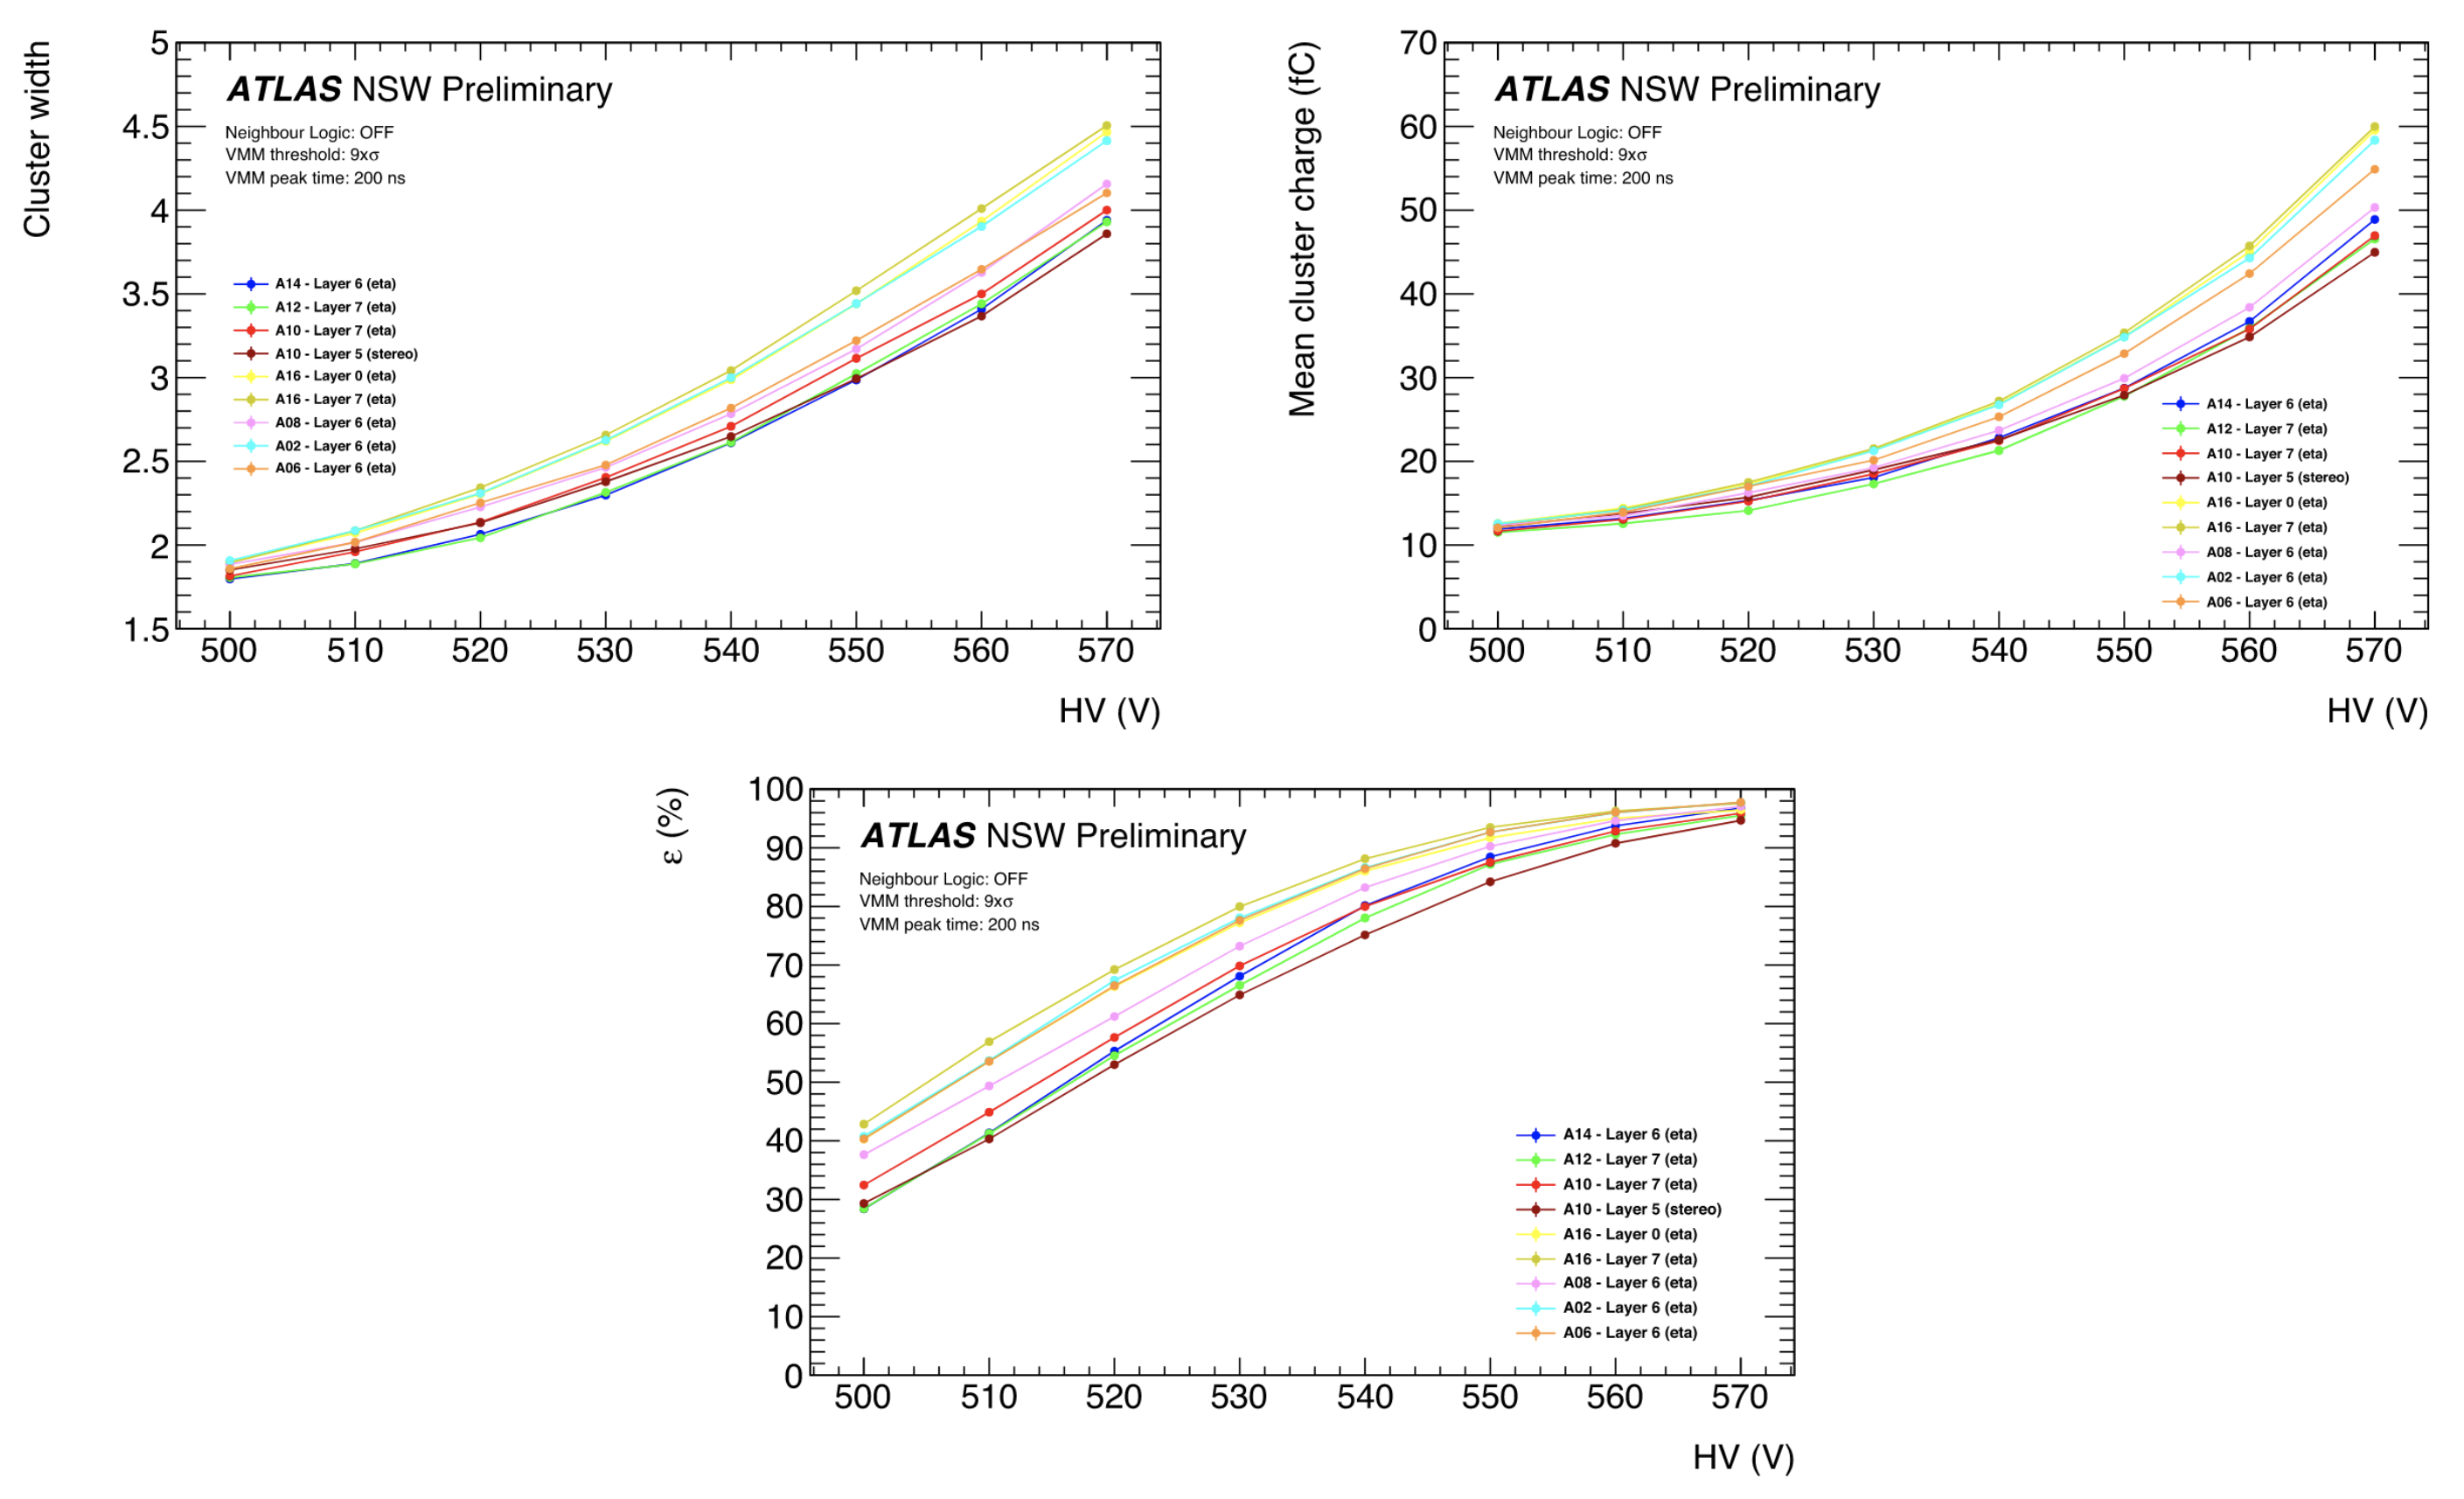 Cluster width
5
4.5
4
3.5
3
2.5
2
1.5
ATLAS NSW Preliminary
Neighbour Logic: OFF
VMM threshold: 9xσ
VMM peak time: 200 ns
A14 - Layer 6 (eta)
A12 - Layer 7 (eta)
A10 - Layer 7 (eta)
A10 - Layer 5 (stereo)
A16 - Layer 0 (eta)
A16 - Layer 7 (eta)
A08 - Layer 6 (eta)
A02 - Layer 6 (eta)
A06 - Layer 6 (eta)
500 510 520 530 540 550 560 570
HV (V)
Mean cluster charge (fC)
70
60
50
40
30
20
10
0
ATLAS NSW Preliminary
Neighbour Logic: OFF
VMM threshold: 9xσ
VMM peak time: 200 ns
A14 - Layer 6 (eta)
A12 - Layer 7 (eta)
A10 - Layer 7 (eta)
A10 - Layer 5 (stereo)
A16 - Layer 0 (eta)
A16 - Layer 7 (eta)
A08 - Layer 6 (eta)
A02 - Layer 6 (eta)
A06 - Layer 6 (eta)
500 510 520 530 540 550 560 570
HV (V)
ε (%)
100
90
80
70
60
50
40
30
20
10
0
ATLAS NSW Preliminary
Neighbour Logic: OFF
VMM threshold: 9xσ
VMM peak time: 200 ns
A14 - Layer 6 (eta)
A12 - Layer 7 (eta)
A10 - Layer 7 (eta)
A10 - Layer 5 (stereo)
A16 - Layer 0 (eta)
A16 - Layer 7 (eta)
A08 - Layer 6 (eta)
A02 - Layer 6 (eta)
A06 - Layer 6 (eta)
500 510 520 530 540 550 560 570
HV (V)